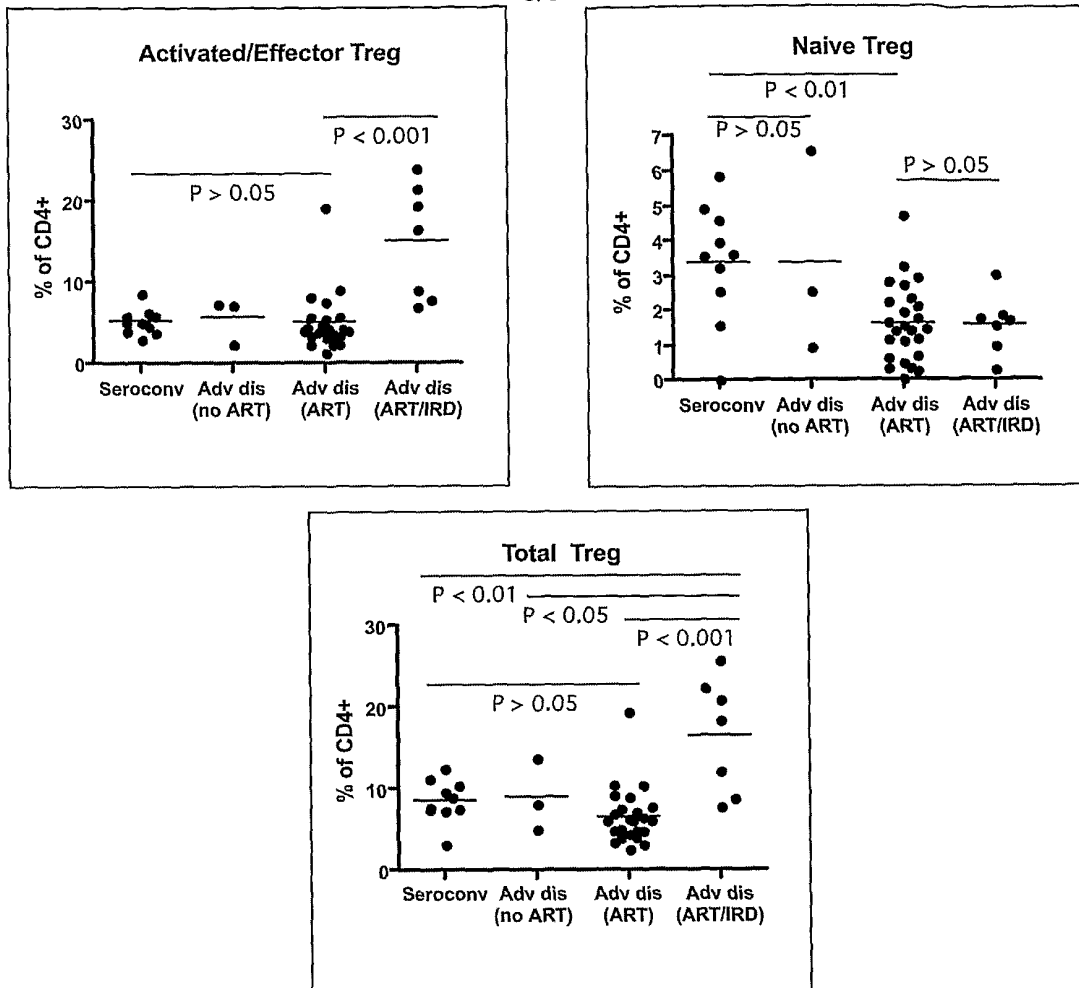 Activated/Effector Treg
P < 0.001
P > 0.05
30
20
10
0
% of CD4+
Seroconv
Adv dis
(no ART)
Adv dis
(ART)
Adv dis
(ART/IRD)
Naive Treg
P < 0.01
P > 0.05
P > 0.05
7
6
5
4
3
2
1
0
% of CD4+
Seroconv
Adv dis
(no ART)
Adv dis
(ART)
Adv dis
(ART/IRD)
Total Treg
P < 0.01
P < 0.05
P < 0.001
P > 0.05
30
20
10
0
% of CD4+
Seroconv
Adv dis
(no ART)
Adv dis
(ART)
Adv dis
(ART/IRD)